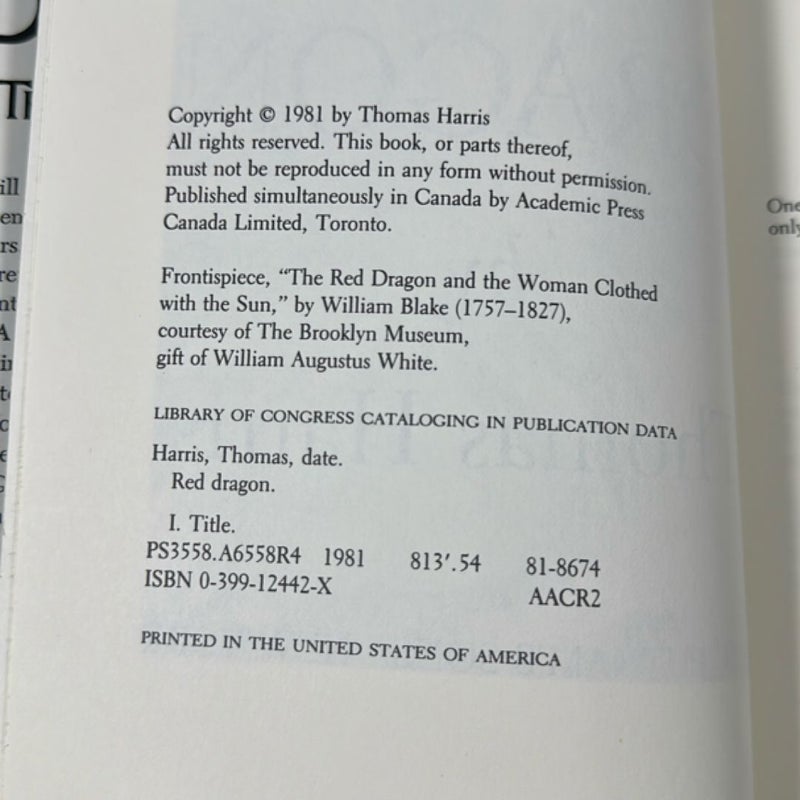 Copyright © 1981 by Thomas Harris
All rights reserved. This book, or parts thereof,
must not be reproduced in any form without permission.
Published simultaneously in Canada by Academic Press
Canada Limited, Toronto.
Frontispiece, “The Red Dragon and the Woman Clothed
with the Sun,” by William Blake (1757–1827),
courtesy of The Brooklyn Museum,
gift of William Augustus White.
LIBRARY OF CONGRESS CATALOGING IN PUBLICATION DATA
Harris, Thomas, date.
Red dragon.
I. Title.
PS3558.A6558R4 1981 813′.54 81-8674
ISBN 0-399-12442-X AACR2
PRINTED IN THE UNITED STATES OF AMERICA
One
only